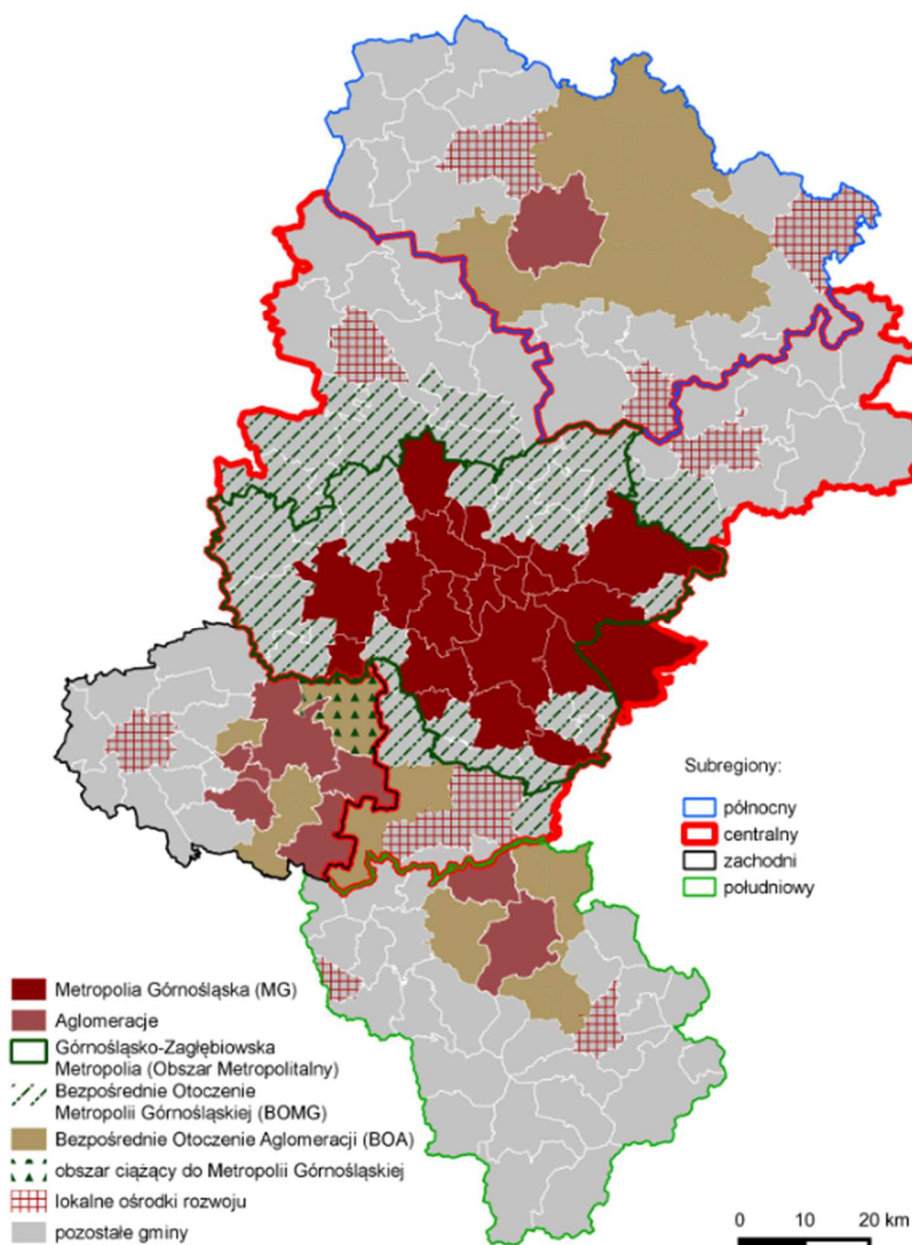 Subregiony:
północny
centralny
zachodni
południowy
Metropolia Górnośląska (MG)
Aglomeracje
Górnośląsko-Zagłębiowska
Metropolia (Obszar Metropolitalny)
Bezpośrednie Otoczenie
Metropolii Górnośląskiej (BOMG)
Bezpośrednie Otoczenie Aglomeracji (BOA)
obszar ciążący do Metropolii Górnośląskiej
lokalne ośrodki rozwoju
pozostałe gminy
0 10 20 km